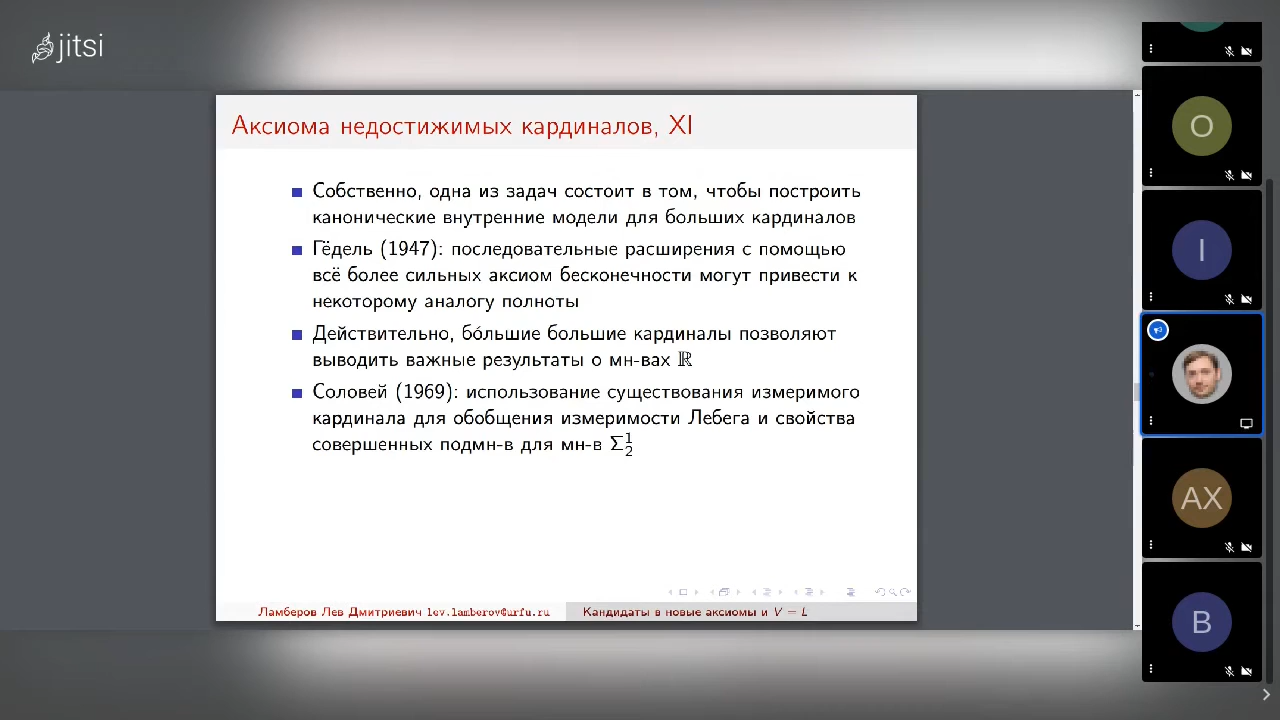 jitsi
Аксиома недостижимых кардиналов, XI
Собственно, одна из задач состоит в том, чтобы построить
канонические внутренние модели для больших кардиналов
Гёдель (1947): последовательные расширения с помощью
всё более сильных аксиом бесконечности могут привести к
некоторому аналогу полноты
Действительно, бо́льшие большие кардиналы позволяют
выводить важные результаты о мн-вах ℝ
Соловей (1969): использование существования измеримого
кардинала для обобщения измеримости Лебега и свойства
совершенных подмн-в для мн-в Σ¹₂
Ламберов Лев Дмитриевич lev.lamberov@urfu.ru
Кандидаты в новые аксиомы и V = L
O
I
AX
B